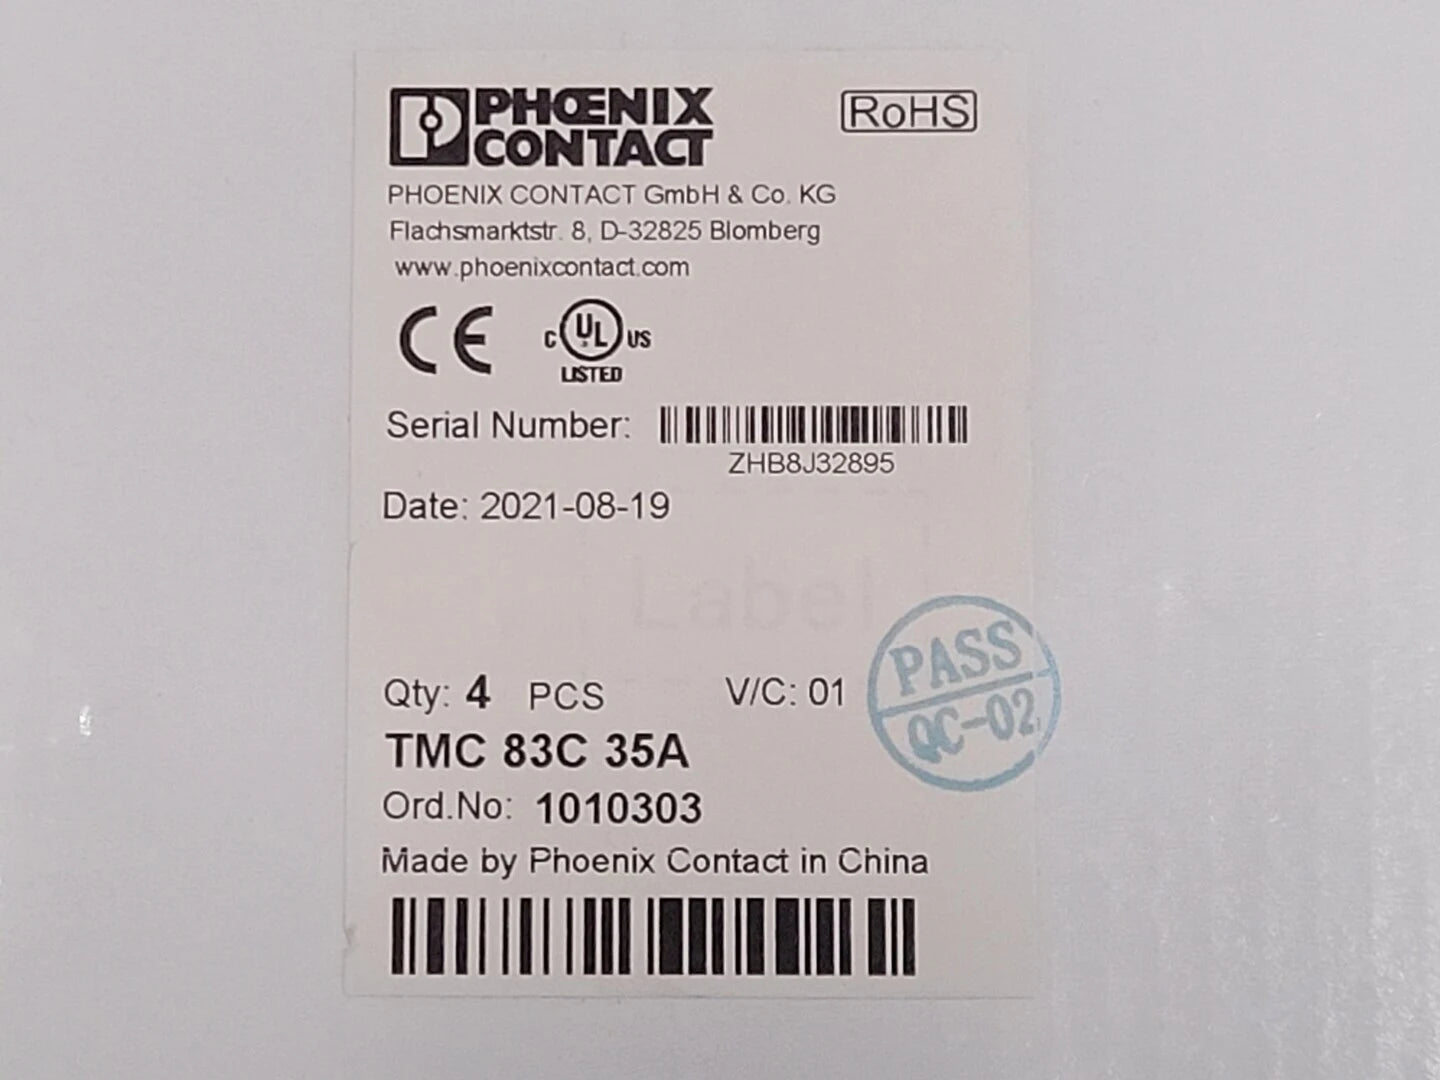 PHŒNIX
CONTACT
RoHS
PHOENIX CONTACT GmbH & Co. KG
Flachsmarktstr. 8, D-32825 Blomberg
www.phoenixcontact.com
CE
C UL US
LISTED
Serial Number:
ZHB8J32895
Date: 2021-08-19
Label
PASS
QC-02
Qty: 4 PCS V/C: 01
TMC 83C 35A
Ord.No: 1010303
Made by Phoenix Contact in China